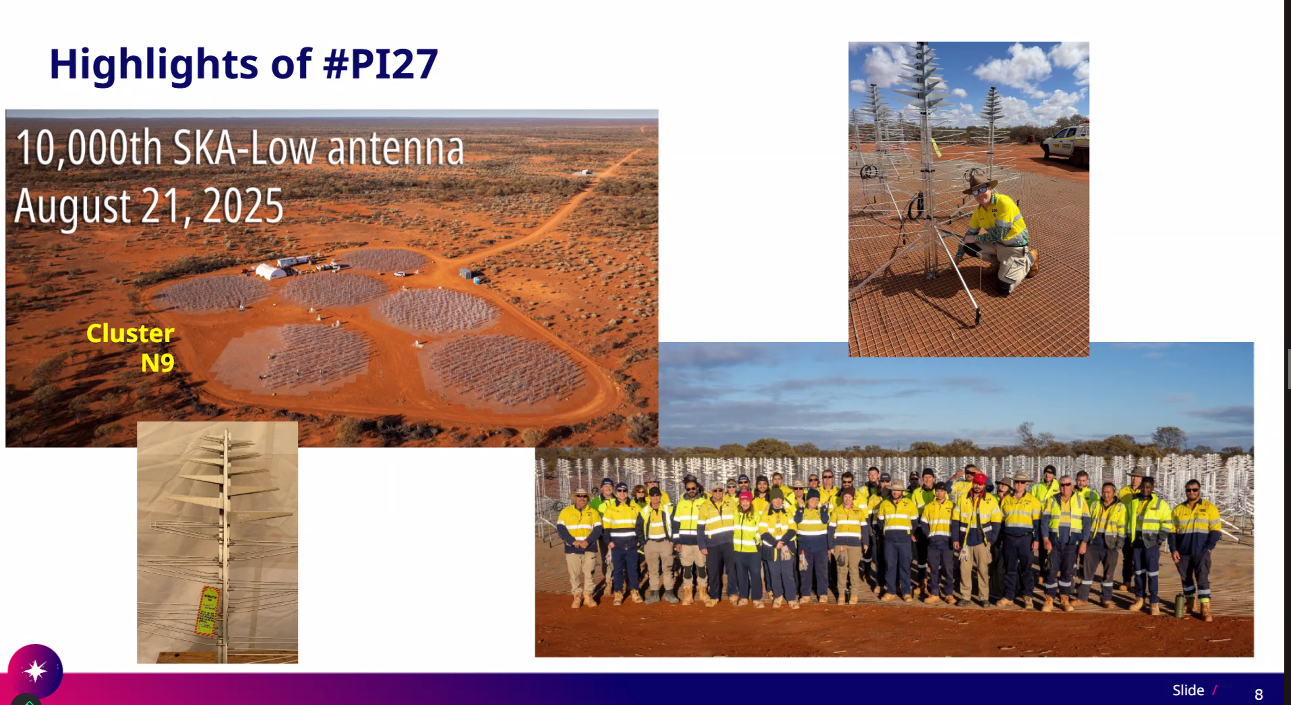 Highlights of #PI27
10,000th SKA-Low antenna
August 21, 2025
Cluster
N9
Slide / 8